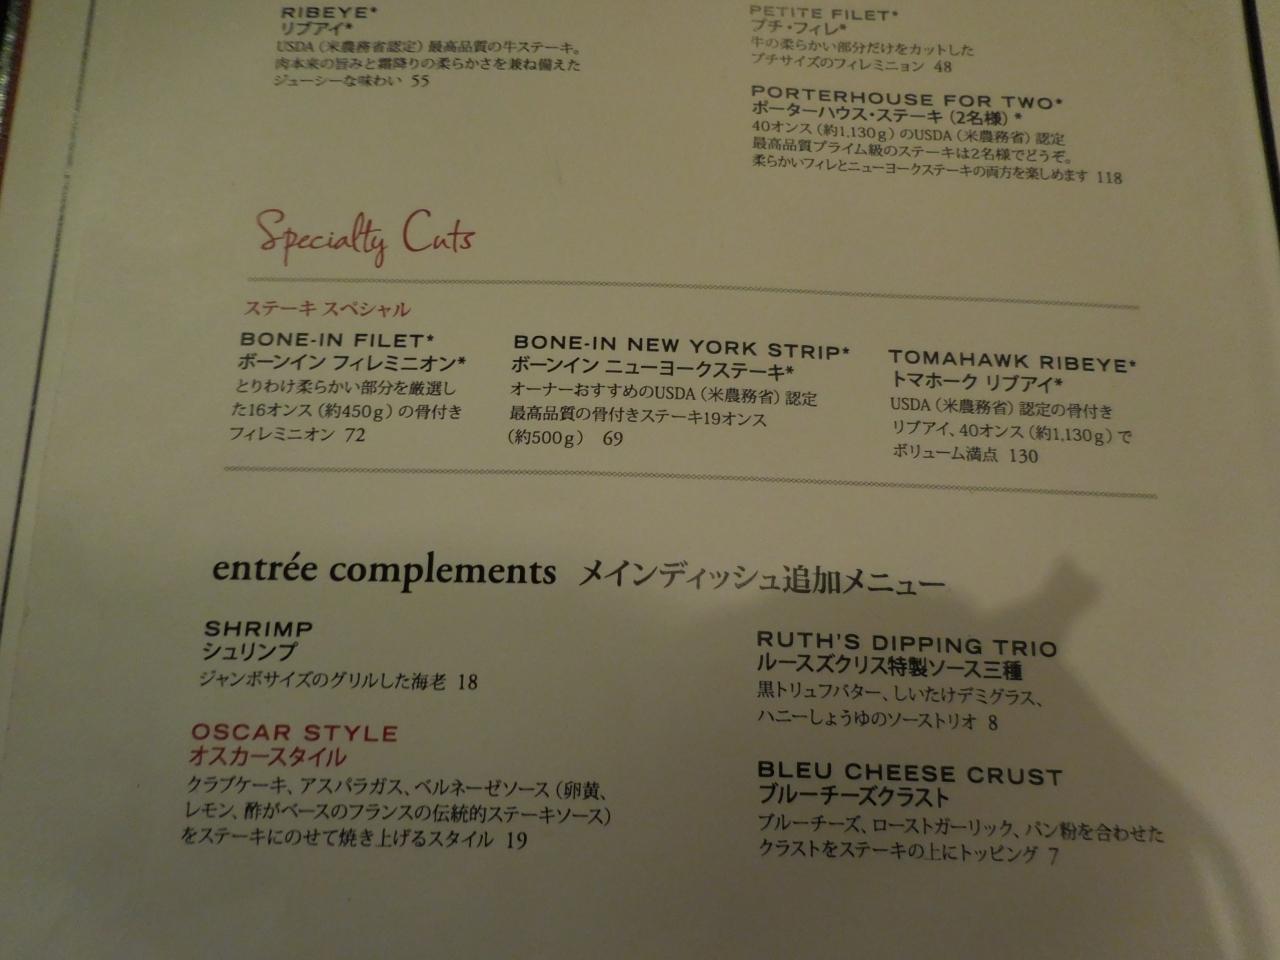 RIBEYE*
リブアイ*
USDA（米農務省認定）最高品質の牛ステーキ。
肉本来の旨みと霜降りの柔らかさを兼ね備えた
ジューシーな味わい 55
PETITE FILET*
プチ・フィレ*
牛の柔らかい部分だけをカットした
プチサイズのフィレミニョン 48
PORTERHOUSE FOR TWO*
ポーターハウス・ステーキ（2名様）*
40オンス（約1,130g）のUSDA（米農務省）認定
最高品質プライム級のステーキは2名様でどうぞ。
柔らかいフィレとニューヨークステーキの両方を楽しめます 118
Specialty Cuts
ステーキ スペシャル
BONE-IN FILET*
ボーンイン フィレミニオン*
とりわけ柔らかい部分を厳選し
た16オンス（約450g）の骨付き
フィレミニオン 72
BONE-IN NEW YORK STRIP*
ボーンイン ニューヨークステーキ*
オーナーおすすめのUSDA（米農務省）認定
最高品質の骨付きステーキ19オンス
（約500g） 69
TOMAHAWK RIBEYE*
トマホーク リブアイ*
USDA（米農務省）認定の骨付き
リブアイ、40オンス（約1,130g）で
ボリューム満点 130
entrée complements メインディッシュ追加メニュー
SHRIMP
シュリンプ
ジャンボサイズのグリルした海老 18
OSCAR STYLE
オスカースタイル
クラブケーキ、アスパラガス、ベルネーゼソース（卵黄、
レモン、酢がベースのフランスの伝統的ステーキソース）
をステーキにのせて焼き上げるスタイル 19
RUTH'S DIPPING TRIO
ルースズクリス特製ソース三種
黒トリュフバター、しいたけデミグラス、
ハニーしょうゆのソーストリオ 8
BLEU CHEESE CRUST
ブルーチーズクラスト
ブルーチーズ、ローストガーリック、パン粉を合わせた
クラストをステーキの上にトッピング 7